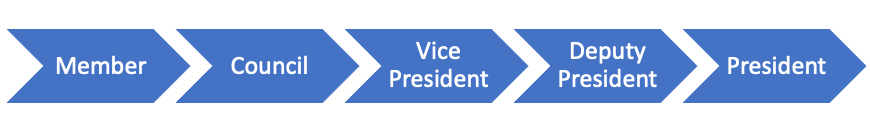 Member
Council
Vice
President
Deputy
President
President